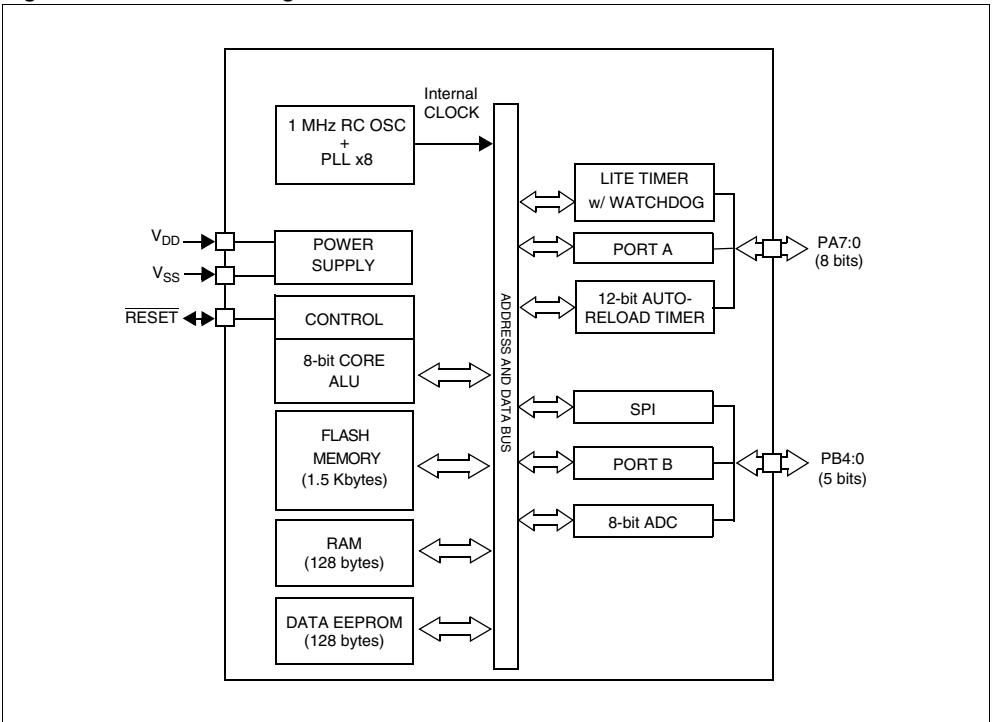 Internal
CLOCK
1 MHz RC OSC
+
PLL x8
VDD
VSS
POWER
SUPPLY
RESET
CONTROL
8-bit CORE
ALU
FLASH
MEMORY
(1.5 Kbytes)
RAM
(128 bytes)
DATA EEPROM
(128 bytes)
ADDRESS AND DATA BUS
LITE TIMER
w/ WATCHDOG
PORT A
12-bit AUTO-
RELOAD TIMER
PA7:0
(8 bits)
SPI
PORT B
8-bit ADC
PB4:0
(5 bits)